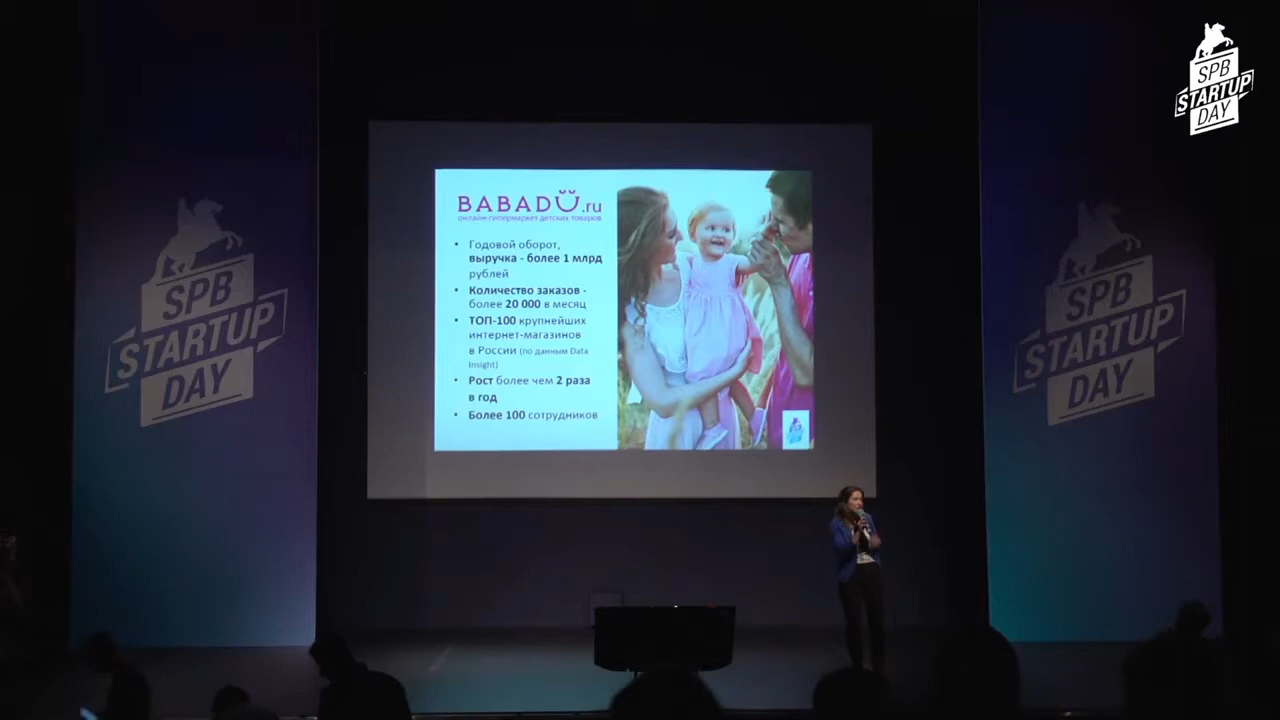 SPB
STARTUP
DAY
BABADU.ru
онлайн-гипермаркет детских товаров
• Годовой оборот,
выручка - более 1 млрд
рублей
• Количество заказов -
более 20 000 в месяц
• ТОП-100 крупнейших
интернет-магазинов
в России (по данным Data
Insight)
• Рост более чем 2 раза
в год
• Более 100 сотрудников
SPB
STARTUP
DAY
SPB
STARTUP
DAY